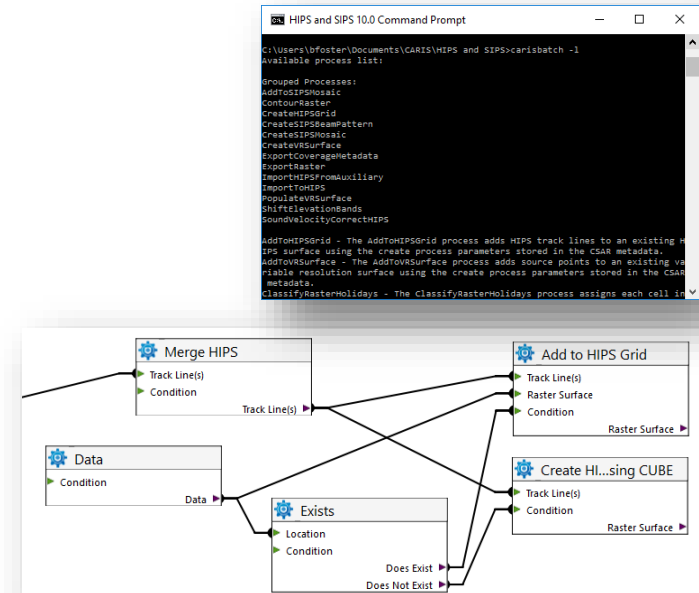 HIPS and SIPS 10.0 Command Prompt
C:\Users\bfoster\Documents\CARIS\HIPS and SIPS>carisbatch -l
Available process list:
Grouped Processes:
AddToSIPSMosaic
ContourRaster
CreateHIPSGrid
CreateSIPSBeamPattern
CreateSIPSMosaic
CreateVRSurface
ExportCoverageMetadata
ExportRaster
ImportHIPSFromAuxiliary
ImportToHIPS
PopulateVRSurface
ShiftElevationBands
SoundVelocityCorrectHIPS
AddToHIPSGrid - The AddToHIPSGrid process adds HIPS track lines to an existing H
IPS surface using the create process parameters stored in the CSAR metadata.
AddToVRSurface - The AddToVRSurface process adds source points to an existing va
riable resolution surface using the create process parameters stored in the CSAR
metadata.
ClassifyRasterHolidays - The ClassifyRasterHolidays process assigns each cell in
Merge HIPS
Track Line(s)
Condition
Track Line(s)
Add to HIPS Grid
Track Line(s)
Raster Surface
Condition
Raster Surface
Data
Condition
Data
Create HI...sing CUBE
Track Line(s)
Condition
Raster Surface
Exists
Location
Condition
Does Exist
Does Not Exist